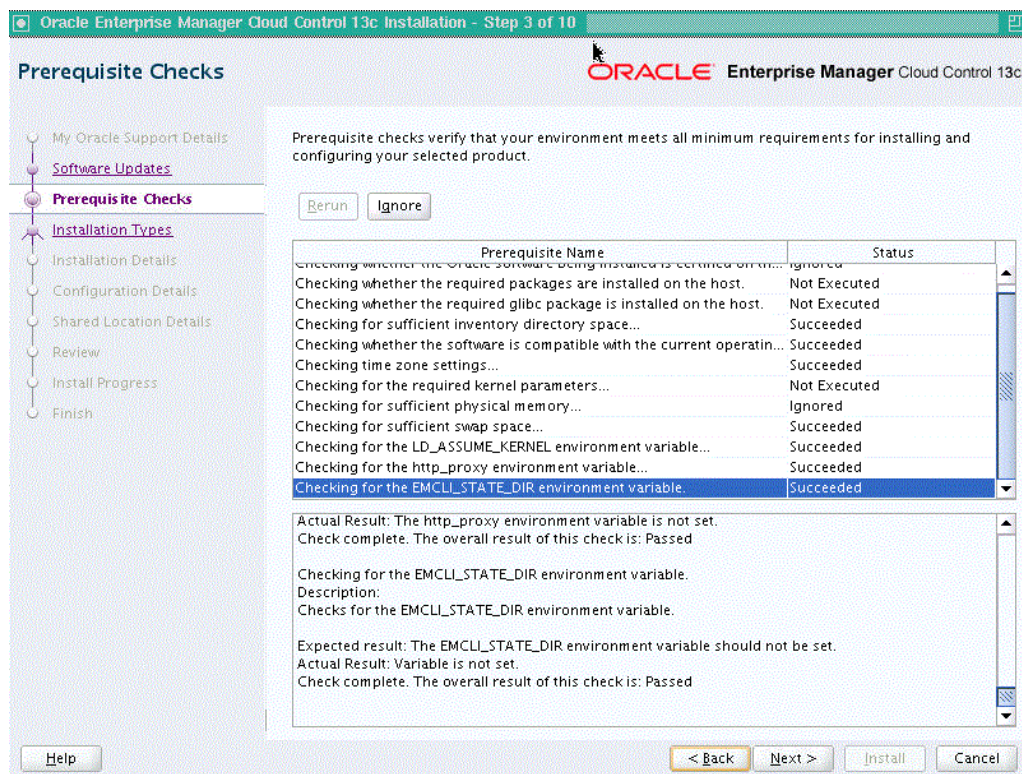 Oracle Enterprise Manager Cloud Control 13c Installation - Step 3 of 10
Prerequisite Checks
ORACLE Enterprise Manager Cloud Control 13c
My Oracle Support Details
Software Updates
Prerequisite Checks
Installation Types
Installation Details
Configuration Details
Shared Location Details
Review
Install Progress
Finish
Prerequisite checks verify that your environment meets all minimum requirements for installing and
configuring your selected product.
Rerun Ignore
Prerequisite Name Status
Checking whether the Oracle software being installed is certified on th... Ignored
Checking whether the required packages are installed on the host. Not Executed
Checking whether the required glibc package is installed on the host. Not Executed
Checking for sufficient inventory directory space... Succeeded
Checking whether the software is compatible with the current operatin... Succeeded
Checking time zone settings... Succeeded
Checking for the required kernel parameters... Not Executed
Checking for sufficient physical memory... Ignored
Checking for sufficient swap space... Succeeded
Checking for the LD_ASSUME_KERNEL environment variable... Succeeded
Checking for the http_proxy environment variable... Succeeded
Checking for the EMCLI_STATE_DIR environment variable. Succeeded
Actual Result: The http_proxy environment variable is not set.
Check complete. The overall result of this check is: Passed
Checking for the EMCLI_STATE_DIR environment variable.
Description:
Checks for the EMCLI_STATE_DIR environment variable.
Expected result: The EMCLI_STATE_DIR environment variable should not be set.
Actual Result: Variable is not set.
Check complete. The overall result of this check is: Passed
Help < Back Next > Install Cancel